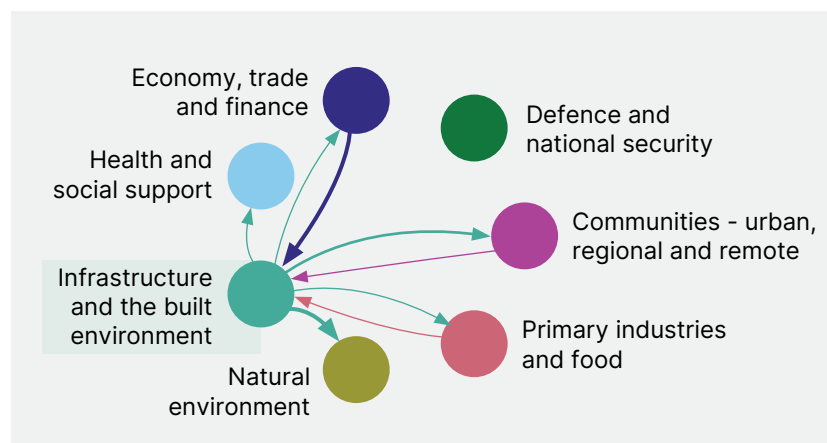 Economy, trade
and finance
Defence and
national security
Health and
social support
Communities - urban,
regional and remote
Infrastructure
and the built
environment
Primary industries
and food
Natural
environment